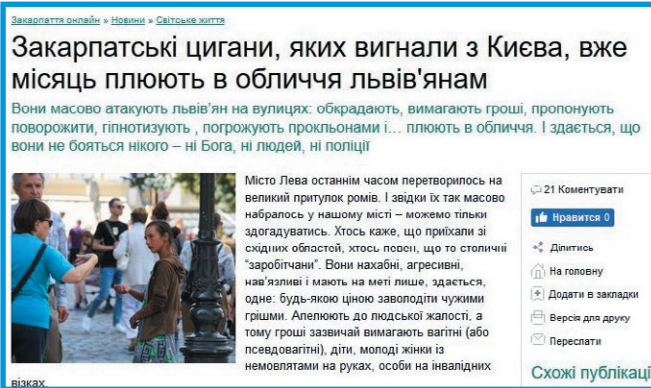 Закарпаття онлайн » Новини » Світське життя
Закарпатські цигани, яких вигнали з Києва, вже
місяць плюють в обличчя львів'янам
Вони масово атакують львів'ян на вулицях: обкрадають, вимагають гроші, пропонують
поворожити, гіпнотизують , погрожують прокльонами і… плюють в обличчя. І здається, що
вони не бояться нікого – ні Бога, ні людей, ні поліції
Місто Лева останнім часом перетворилось на
великий притулок ромів. І звідки їх так масово
набралось у нашому місті – можемо тільки
здогадуватись. Хтось каже, що приїхали зі
східних областей, хтось певен, що то столичні
"заробітчани". Вони нахабні, агресивні,
нав'язливі і мають на меті лише, здається,
одне: будь-якою ціною заволодіти чужими
грішми. Апелюють до людської жалості, а
тому гроші зазвичай вимагають вагітні (або
псевдовагітні), діти, молоді жінки із
немовлятами на руках, особи на інвалідних
візках
21 Коментувати
Нравится 0
Ділитись
На головну
Додати в закладки
Версія для друку
Переслати
Схожі публікації